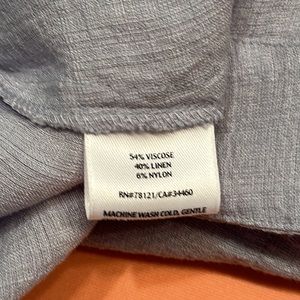 54% VISCOSE
40% LINEN
6% NYLON
RN#78121/CA#34460
MACHINE WASH COLD, GENTLE